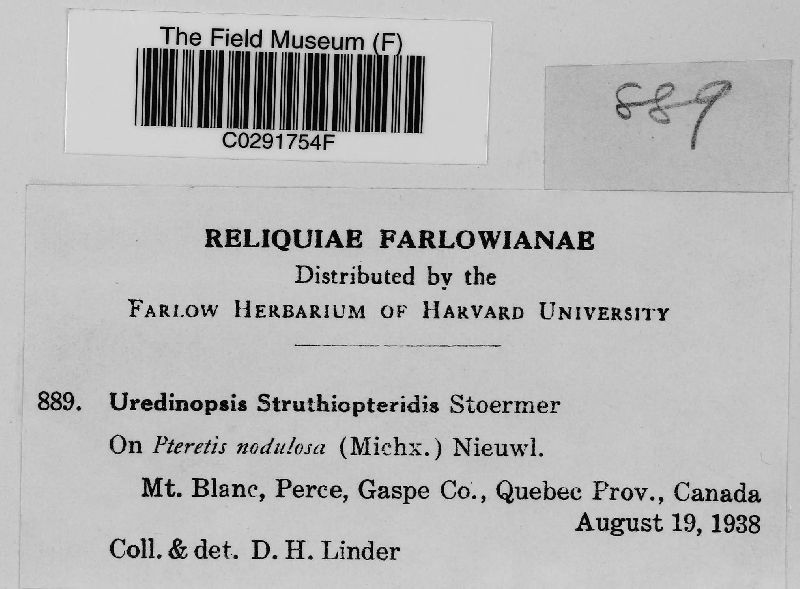 The Field Museum (F)
C0291754F
889
RELIQUIAE FARLOWIANAE
Distributed by the
FARLOW HERBARIUM OF HARVARD UNIVERSITY
889. Uredinopsis Struthiopteridis Stoermer
On Pteretis nodulosa (Michx.) Nieuwl.
Mt. Blanc, Perce, Gaspe Co., Quebec Prov., Canada
August 19, 1938
Coll. & det. D. H. Linder